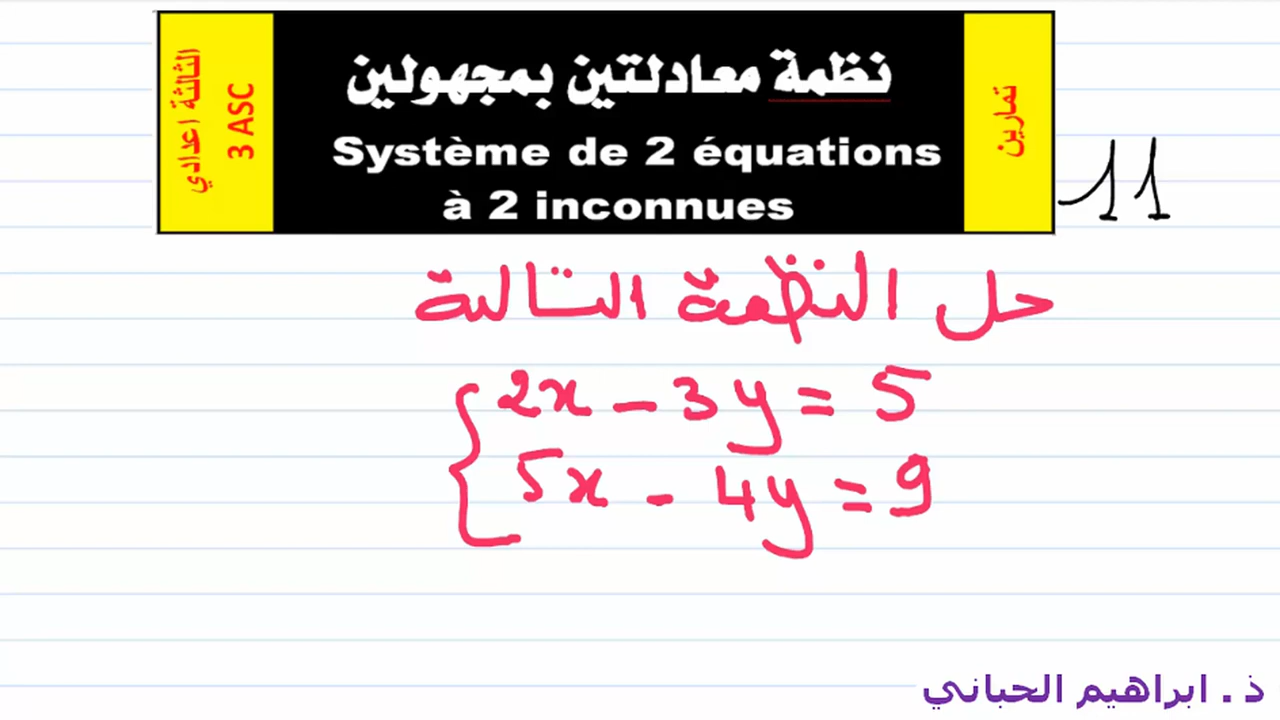 الثالثة اعدادي
3 ASC
نظمة معادلتين بمجهولين
Système de 2 équations
à 2 inconnues
تمارين
11
حل النظمة التالية
2x - 3y = 5
5x - 4y = 9
ذ . ابراهيم الحباني